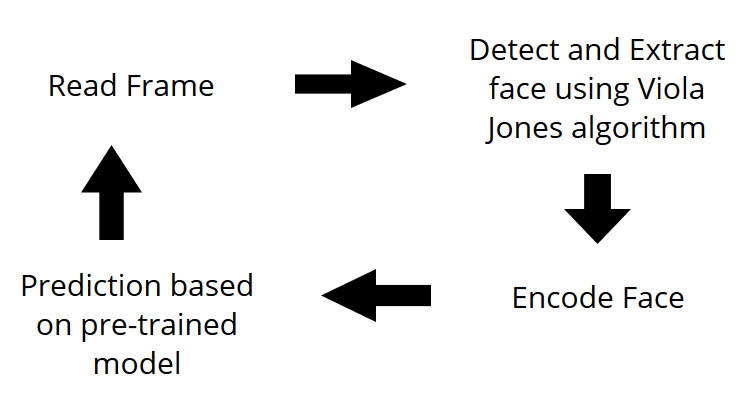 Read Frame
Detect and Extract
face using Viola
Jones algorithm
Encode Face
Prediction based
on pre-trained
model